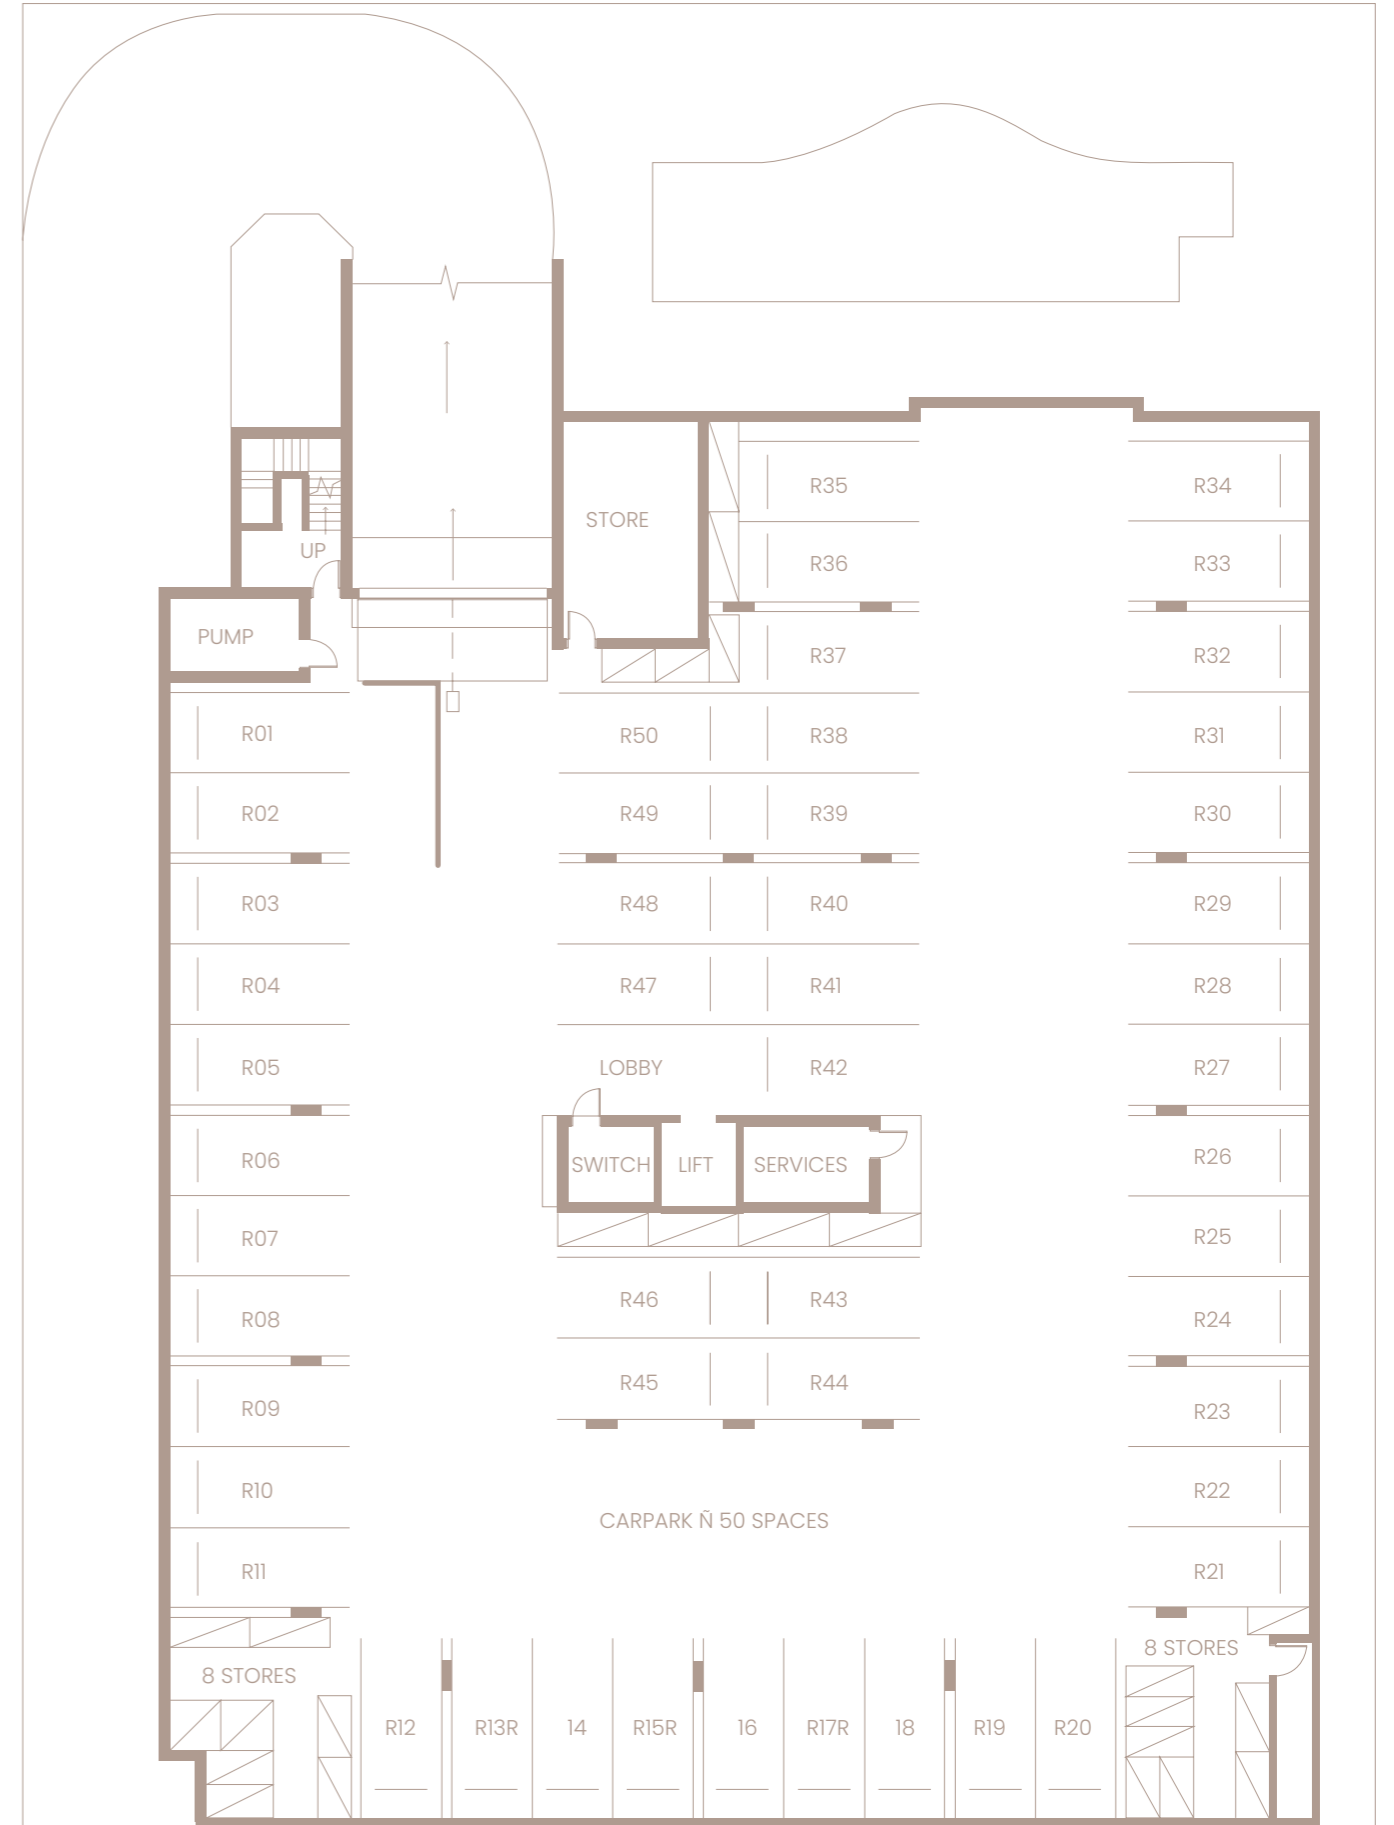 R35
R34
STORE
UP
R36
R33
PUMP
R37
R32
R01
R50
R38
R31
R02
R49
R39
R30
R03
R48
R40
R29
R04
R47
R41
R28
R05
LOBBY
R42
R27
R06
SWITCH
LIFT
SERVICES
R26
R07
R25
R08
R46
R43
R24
R09
R45
R44
R23
R10
R22
CARPARK Ñ 50 SPACES
R11
R21
8 STORES
8 STORES
R12
R13R
14
R15R
16
R17R
18
R19
R20